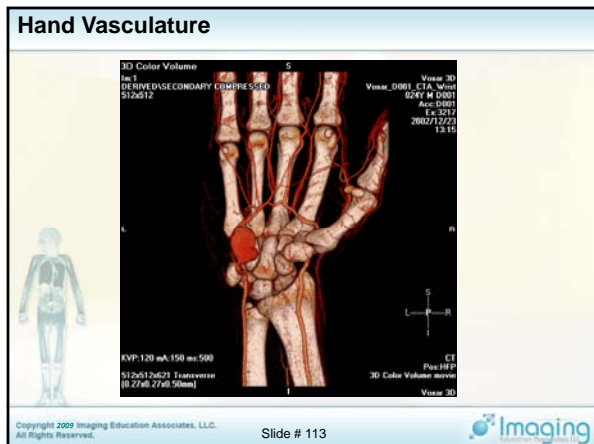 Hand Vasculature
3D Color Volume
S
Im:1
DERIVED\SECONDARY COMPRESSED
512x512
Voxar 3D
Voxar_D001_CTA_Wrist
024Y M D001
Acc:D001
Ex:3217
2002/12/23
13:15
L
R
S
L P R
I
KVP:120 mA:150 ms:500
512x512x621 Transverse
(0.27x0.27x0.50mm)
CT
Pos:HFP
3D Color Volume movie
I
Voxar 3D
Copyright 2009 Imaging Education Associates, LLC.
All Rights Reserved.
Slide # 113
Imaging
Education Associates LLC